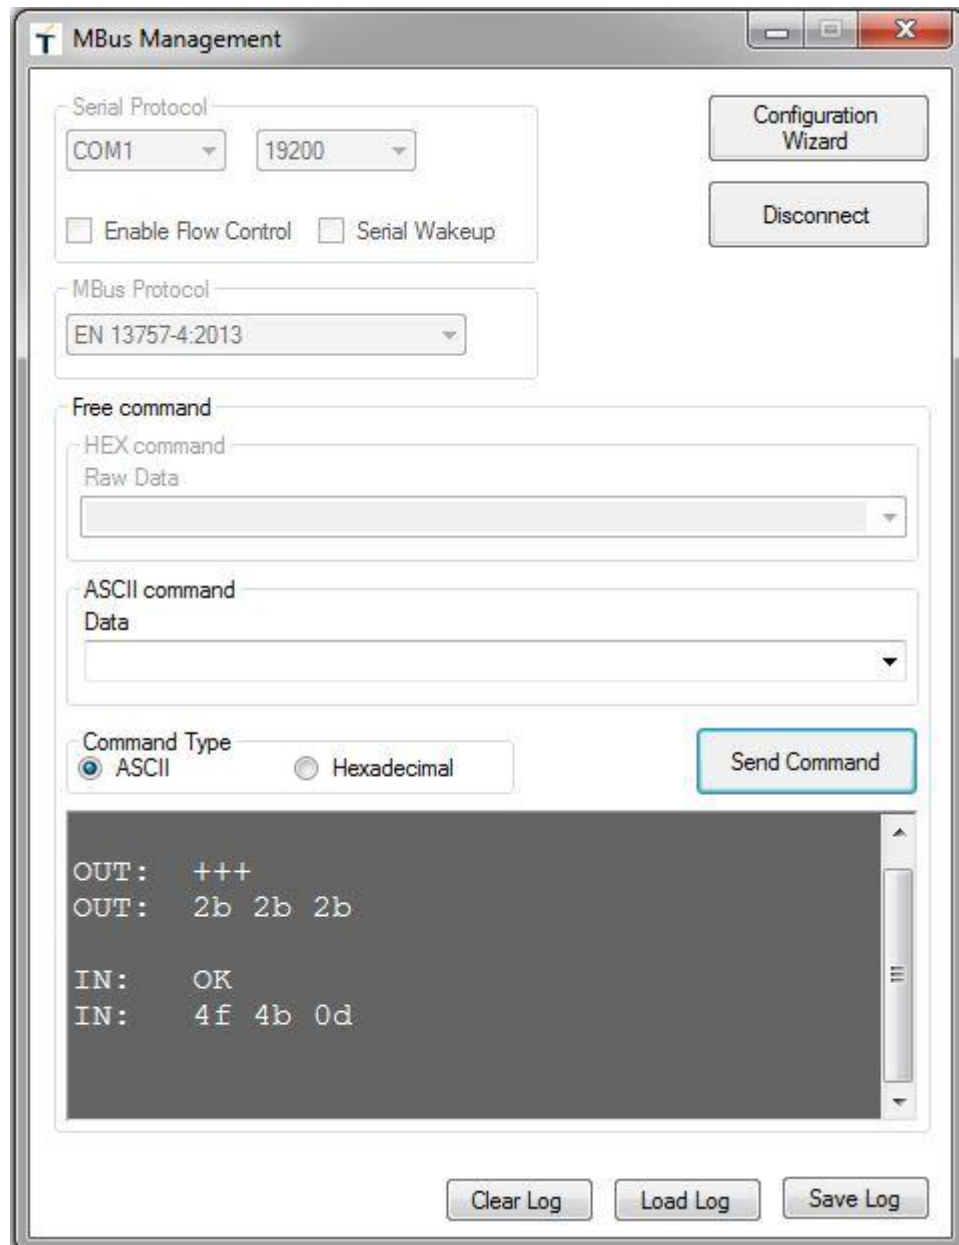 MBus Management
Serial Protocol
COM1 19200
Enable Flow Control Serial Wakeup
Configuration
Wizard
Disconnect
MBus Protocol
EN 13757-4:2013
Free command
HEX command
Raw Data
ASCII command
Data
Command Type
ASCII Hexadecimal
Send Command
OUT: +++
OUT: 2b 2b 2b
IN: OK
IN: 4f 4b 0d
Clear Log Load Log Save Log